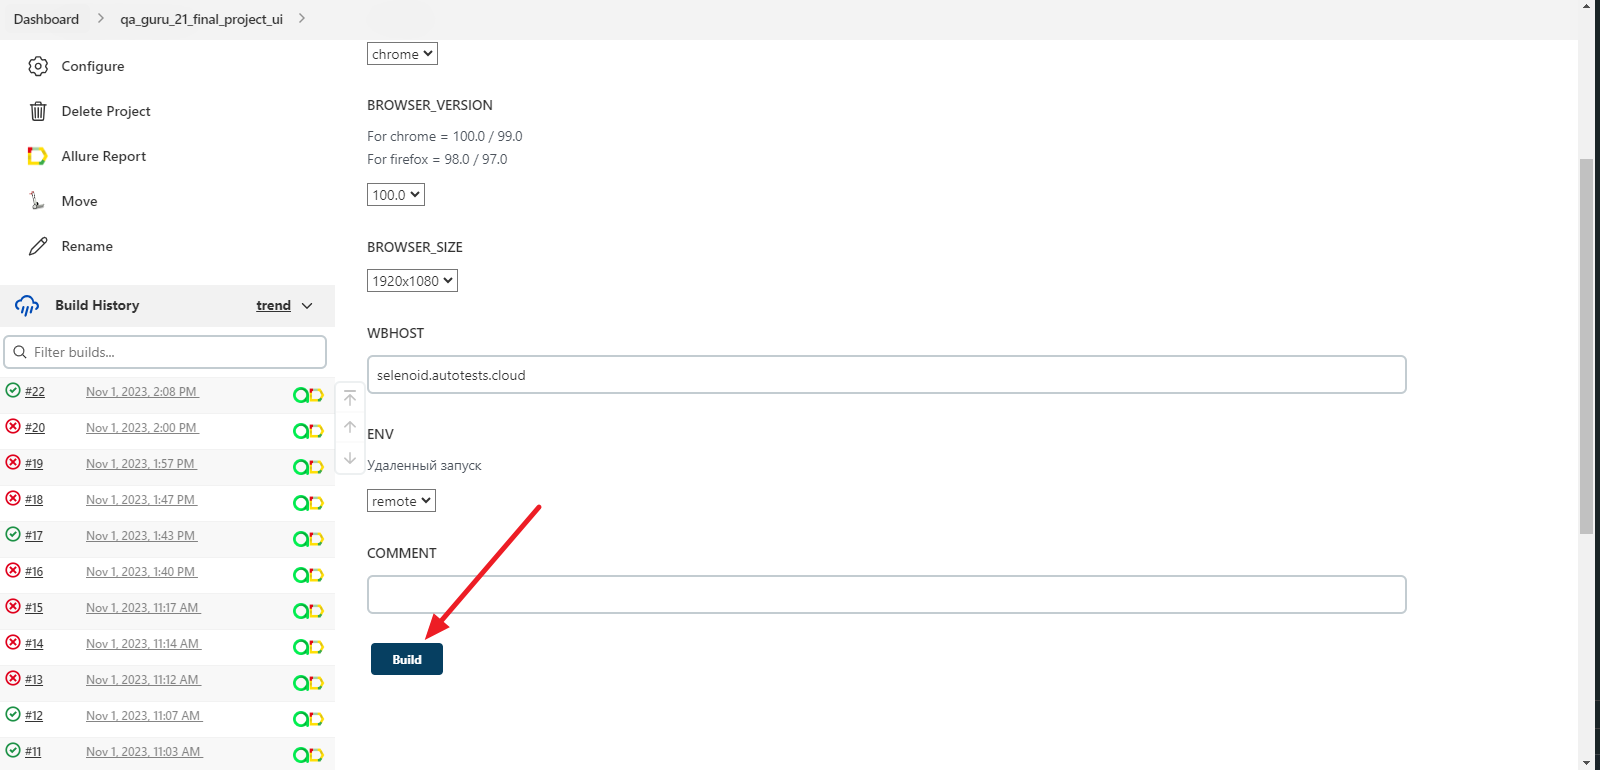 Dashboard
qa_guru_21_final_project_ui
Configure
Delete Project
Allure Report
Move
Rename
Build History
trend
Filter builds...
#22 Nov 1, 2023, 2:08 PM
#20 Nov 1, 2023, 2:00 PM
#19 Nov 1, 2023, 1:57 PM
#18 Nov 1, 2023, 1:47 PM
#17 Nov 1, 2023, 1:43 PM
#16 Nov 1, 2023, 1:40 PM
#15 Nov 1, 2023, 11:17 AM
#14 Nov 1, 2023, 11:14 AM
#13 Nov 1, 2023, 11:12 AM
#12 Nov 1, 2023, 11:07 AM
#11 Nov 1, 2023, 11:03 AM
chrome
BROWSER_VERSION
For chrome = 100.0 / 99.0
For firefox = 98.0 / 97.0
100.0
BROWSER_SIZE
1920x1080
WBHOST
selenoid.autotests.cloud
ENV
Удаленный запуск
remote
COMMENT
Build